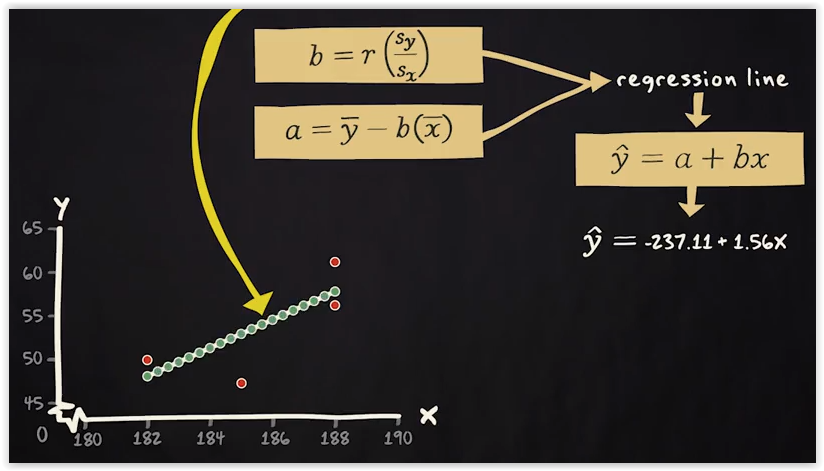 b = r (sy/sx)
regression line
a = y̅ − b(x̅)
ŷ = a + bx
ŷ = -237.11 + 1.56X
Y
65
60
55
50
45
0 180 182 184 186 188 190 X